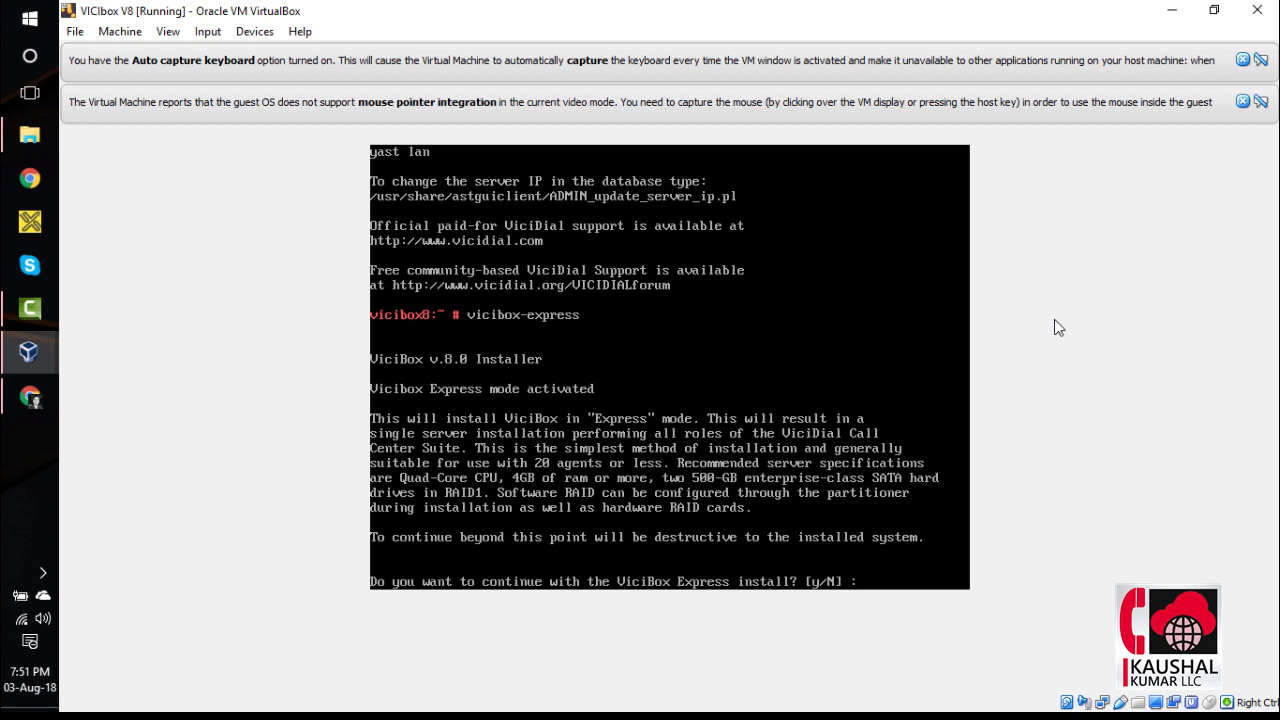 VICIbox V8 [Running] - Oracle VM VirtualBox
File Machine View Input Devices Help
You have the Auto capture keyboard option turned on. This will cause the Virtual Machine to automatically capture the keyboard every time the VM window is activated and make it unavailable to other applications running on your host machine: when
The Virtual Machine reports that the guest OS does not support mouse pointer integration in the current video mode. You need to capture the mouse (by clicking over the VM display or pressing the host key) in order to use the mouse inside the guest
yast lan
To change the server IP in the database type:
/usr/share/astguiclient/ADMIN_update_server_ip.pl
Official paid-for ViciDial support is available at
http://www.vicidial.com
Free community-based ViciDial Support is available
at http://www.vicidial.org/VICIDIALforum
vicibox8:~ # vicibox-express
ViciBox v.8.0 Installer
Vicibox Express mode activated
This will install ViciBox in "Express" mode. This will result in a
single server installation performing all roles of the ViciDial Call
Center Suite. This is the simplest method of installation and generally
suitable for use with 20 agents or less. Recommended server specifications
are Quad-Core CPU, 4GB of ram or more, two 500-GB enterprise-class SATA hard
drives in RAID1. Software RAID can be configured through the partitioner
during installation as well as hardware RAID cards.
To continue beyond this point will be destructive to the installed system.
Do you want to continue with the ViciBox Express install? [y/N] :
KAUSHAL
KUMAR LLC
7:51 PM
03-Aug-18
Right Ctrl